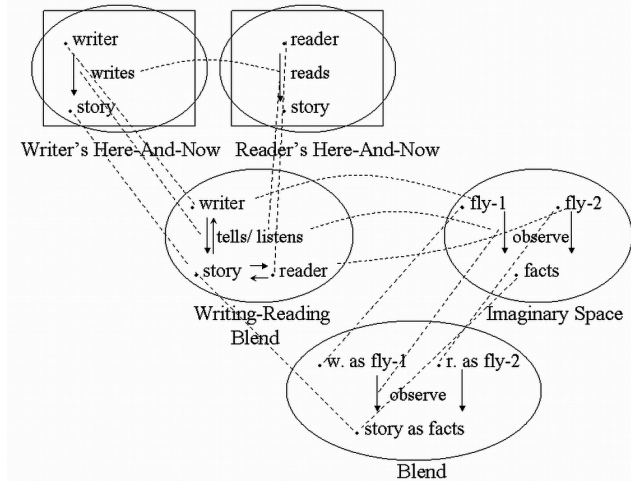 writer
writes
story
Writer's Here-And-Now
reader
reads
story
Reader's Here-And-Now
writer
tells/ listens
story
reader
Writing-Reading
Blend
fly-1
fly-2
observe
facts
Imaginary Space
w. as fly-1
r. as fly-2
observe
story as facts
Blend